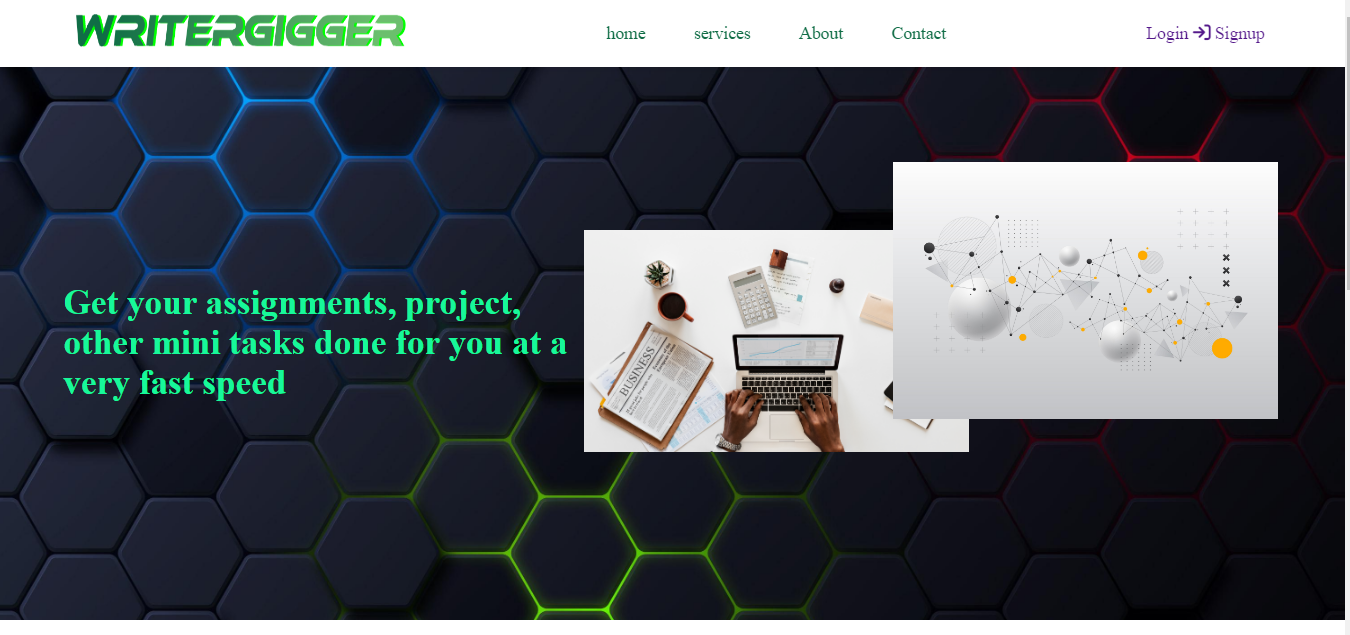 WRITERGIGGER
home services About Contact
Login Signup
Get your assignments, project,
other mini tasks done for you at a
very fast speed
BUSINESS